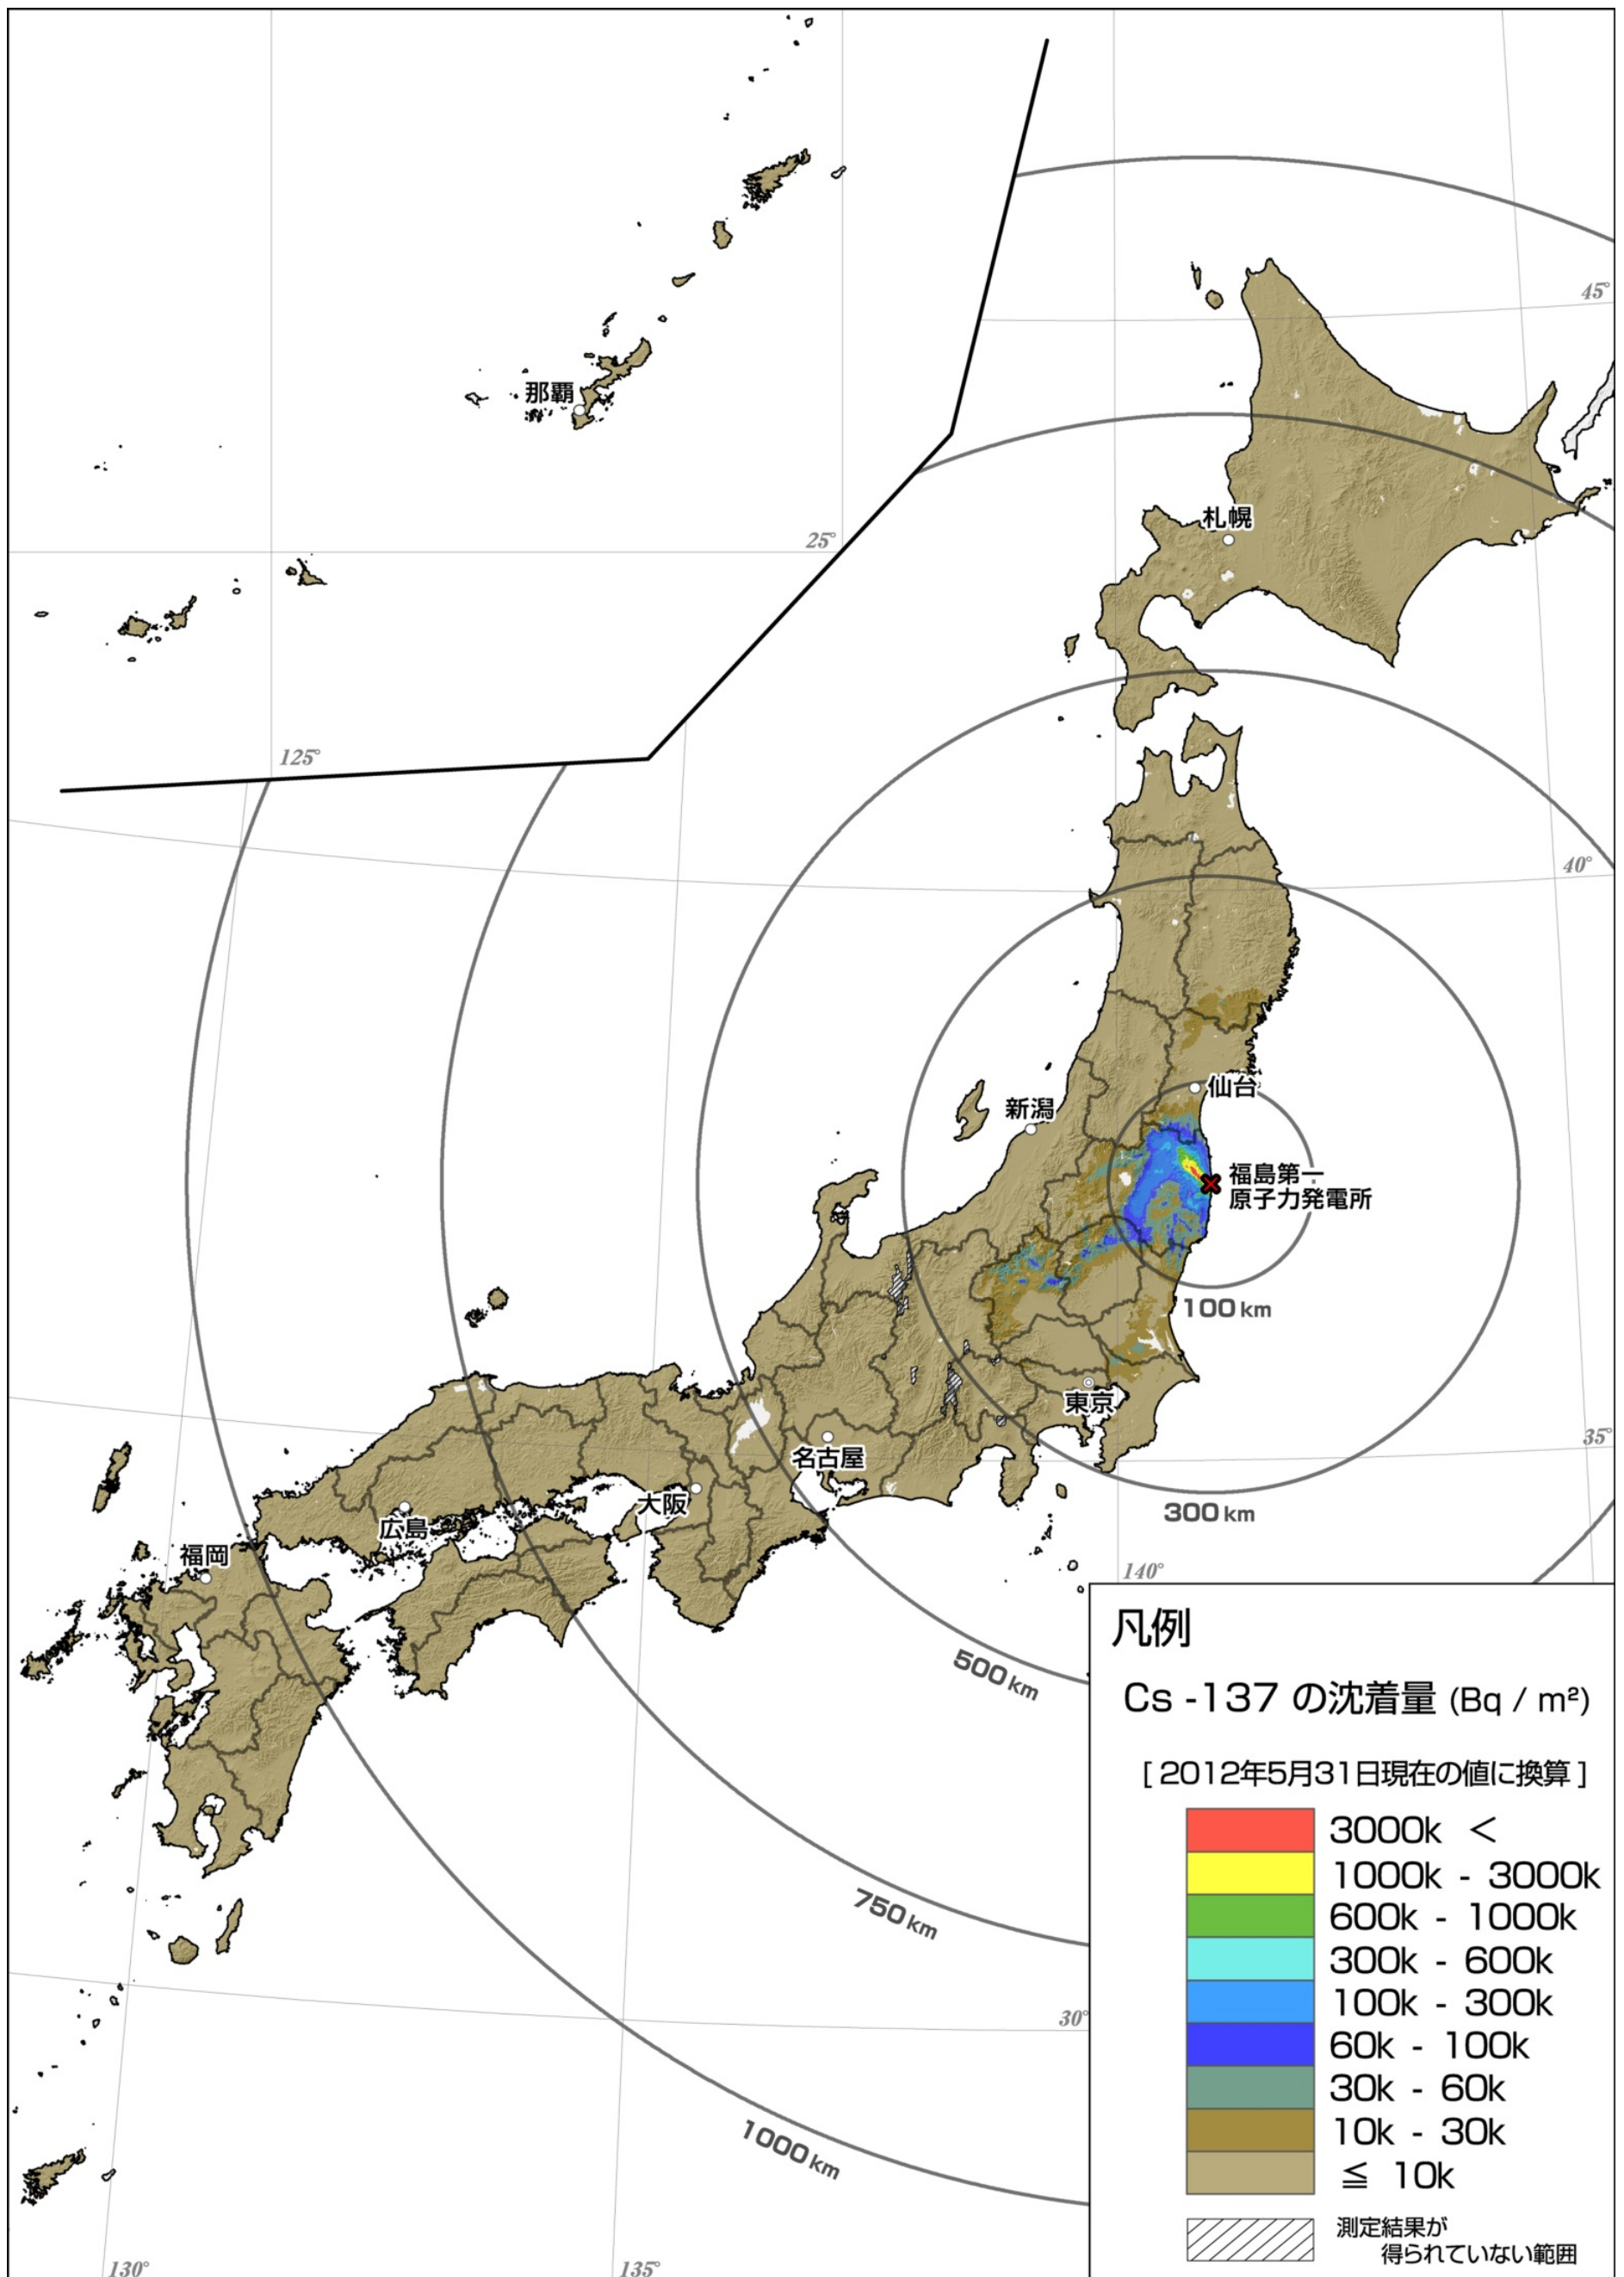 那覇
25°
125°
45°
札幌
40°
仙台
新潟
福島第一
原子力発電所
100 km
東京
名古屋
35°
大阪
広島
300 km
福岡
140°
500 km
750 km
30°
1000 km
130°
135°
凡例
Cs -137 の沈着量 (Bq / m²)
[ 2012年5月31日現在の値に換算 ]
3000k <
1000k - 3000k
600k - 1000k
300k - 600k
100k - 300k
60k - 100k
30k - 60k
10k - 30k
≦ 10k
測定結果が
得られていない範囲